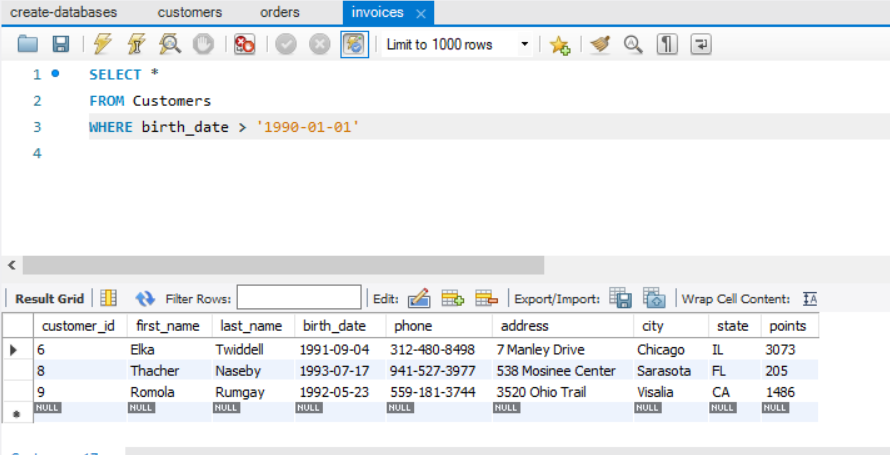 create-databases customers orders invoices
Limit to 1000 rows
1 SELECT *
2 FROM Customers
3 WHERE birth_date > '1990-01-01'
4
Result Grid Filter Rows: Edit: Export/Import: Wrap Cell Content: IA
customer_id first_name last_name birth_date phone address city state points
6 Elka Twiddell 1991-09-04 312-480-8498 7 Manley Drive Chicago IL 3073
8 Thacher Naseby 1993-07-17 941-527-3977 538 Mosinee Center Sarasota FL 205
9 Romola Rumgay 1992-05-23 559-181-3744 3520 Ohio Trail Visalia CA 1486
NULL NULL NULL NULL NULL NULL NULL NULL NULL